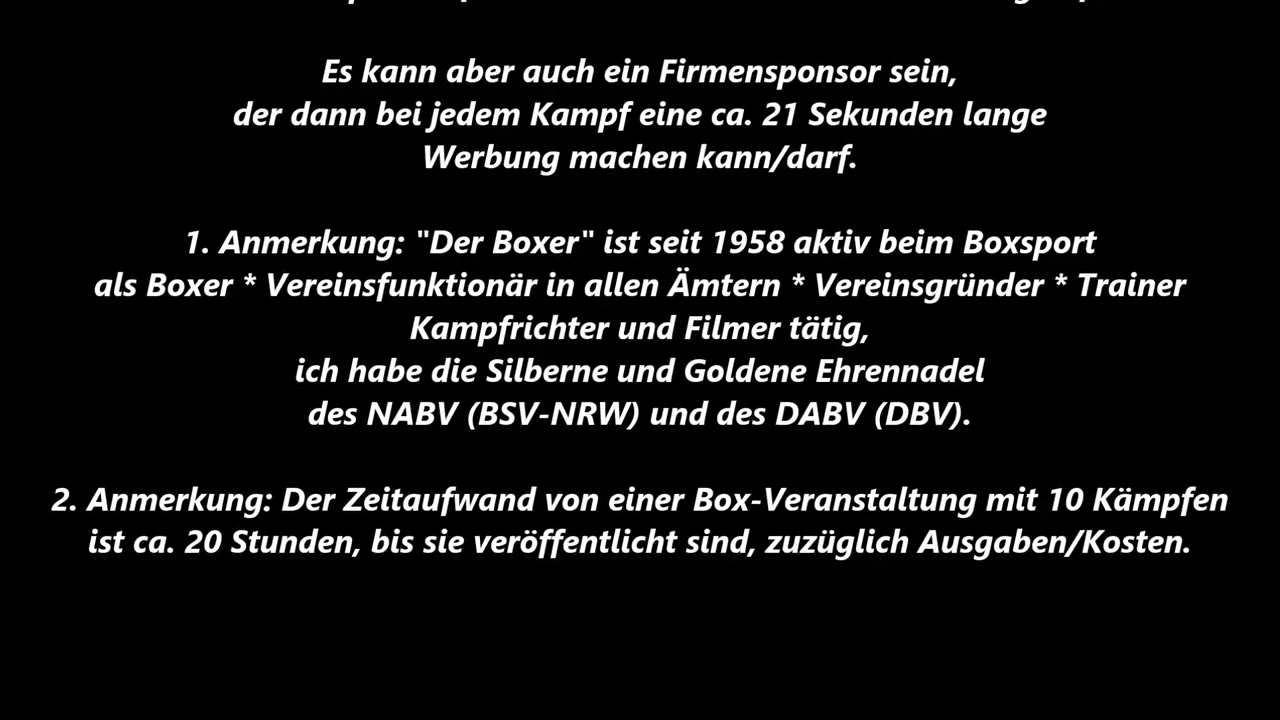 Es kann aber auch ein Firmensponsor sein,
der dann bei jedem Kampf eine ca. 21 Sekunden lange
Werbung machen kann/darf.
1. Anmerkung: "Der Boxer" ist seit 1958 aktiv beim Boxsport
als Boxer * Vereinsfunktionär in allen Ämtern * Vereinsgründer * Trainer
Kampfrichter und Filmer tätig,
ich habe die Silberne und Goldene Ehrennadel
des NABV (BSV-NRW) und des DABV (DBV).
2. Anmerkung: Der Zeitaufwand von einer Box-Veranstaltung mit 10 Kämpfen
ist ca. 20 Stunden, bis sie veröffentlicht sind, zuzüglich Ausgaben/Kosten.